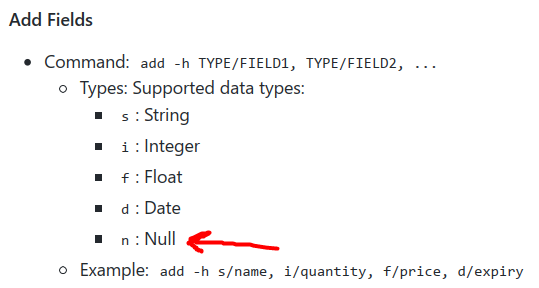 Add Fields
Command: add -h TYPE/FIELD1, TYPE/FIELD2, ...
Types: Supported data types:
s : String
i : Integer
f : Float
d : Date
n : Null
Example: add -h s/name, i/quantity, f/price, d/expiry